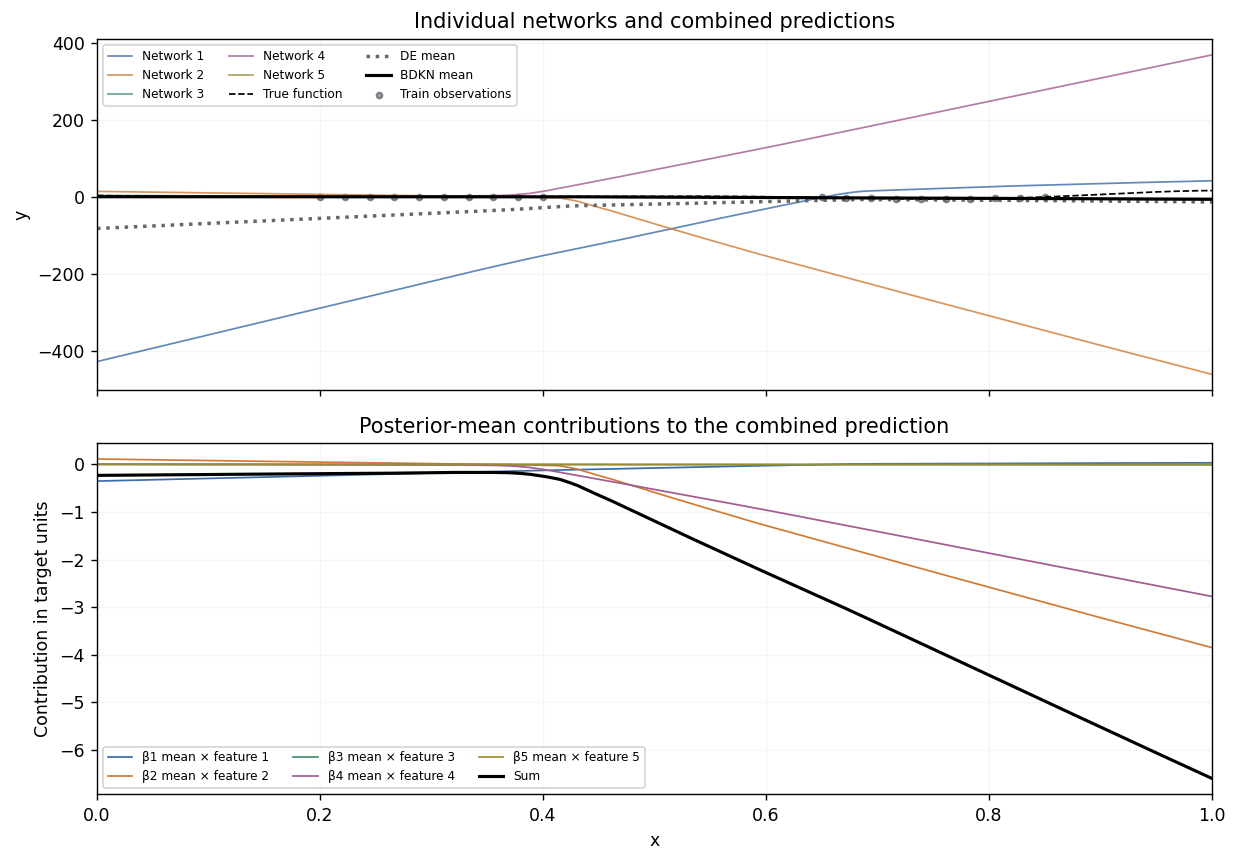 Individual networks and combined predictions
400
200
0
−200
−400
y
Network 1
Network 2
Network 3
Network 4
Network 5
True function
DE mean
BDKN mean
Train observations
Posterior-mean contributions to the combined prediction
0
−1
−2
−3
−4
−5
−6
Contribution in target units
β1 mean × feature 1
β2 mean × feature 2
β3 mean × feature 3
β4 mean × feature 4
β5 mean × feature 5
Sum
0.0
0.2
0.4
0.6
0.8
1.0
x